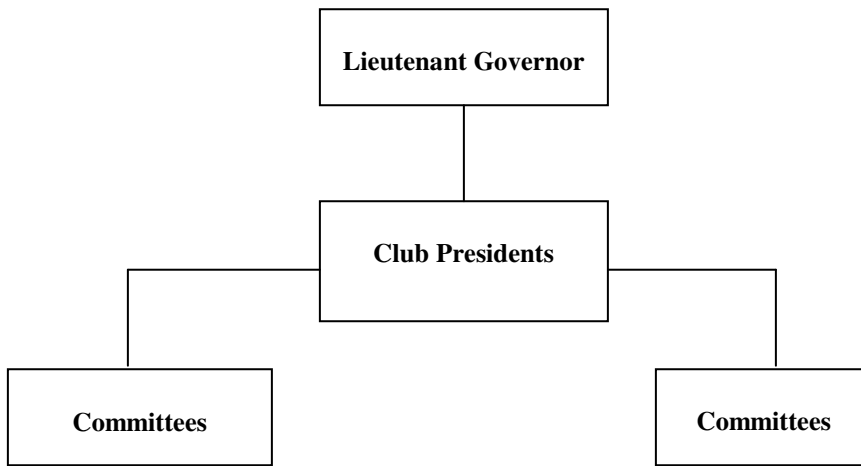 Lieutenant Governor
Club Presidents
Committees
Committees